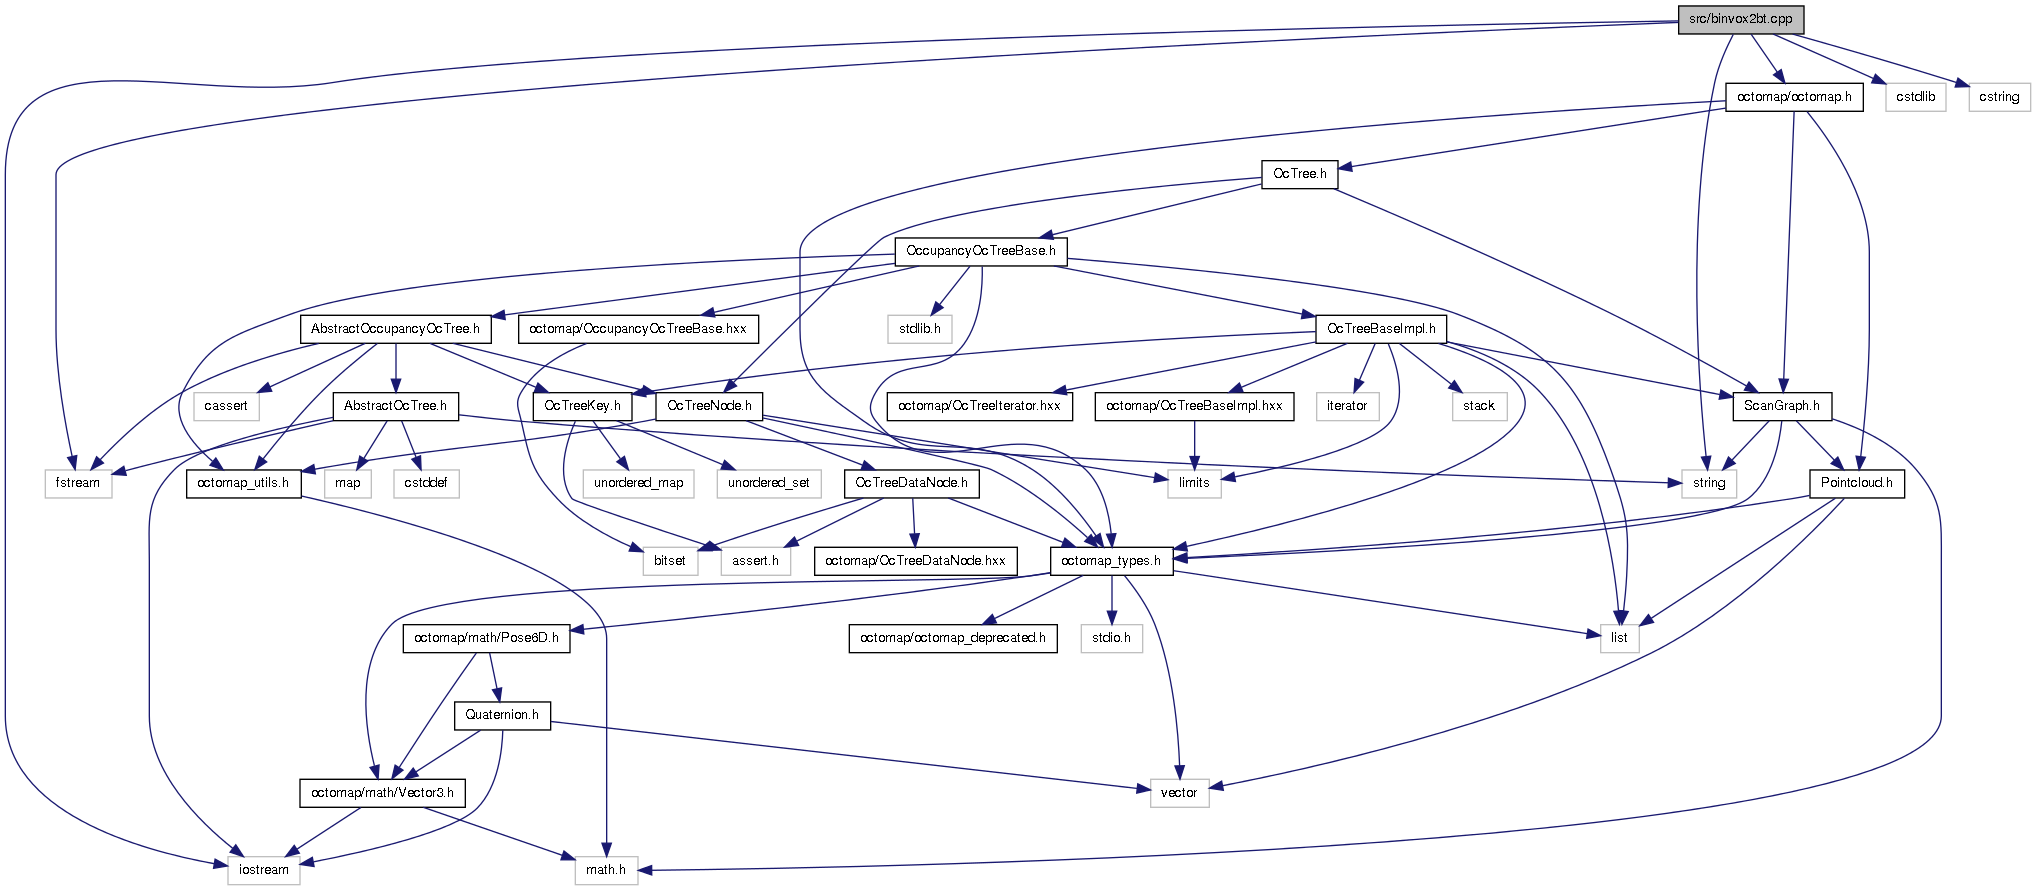 src/binvox2bt.cpp
octomap/octomap.h
cstdlib
cstring
OcTree.h
OccupancyOcTreeBase.h
AbstractOccupancyOcTree.h
octomap/OccupancyOcTreeBase.hxx
stdlib.h
OcTreeBaseImpl.h
cassert
AbstractOcTree.h
OcTreeKey.h
OcTreeNode.h
octomap/OcTreeIterator.hxx
octomap/OcTreeBaseImpl.hxx
iterator
stack
ScanGraph.h
fstream
octomap_utils.h
map
cstddef
unordered_map
unordered_set
OcTreeDataNode.h
limits
string
Pointcloud.h
bitset
assert.h
octomap/OcTreeDataNode.hxx
octomap_types.h
octomap/math/Pose6D.h
octomap/octomap_deprecated.h
stdio.h
list
Quaternion.h
octomap/math/Vector3.h
vector
iostream
math.h